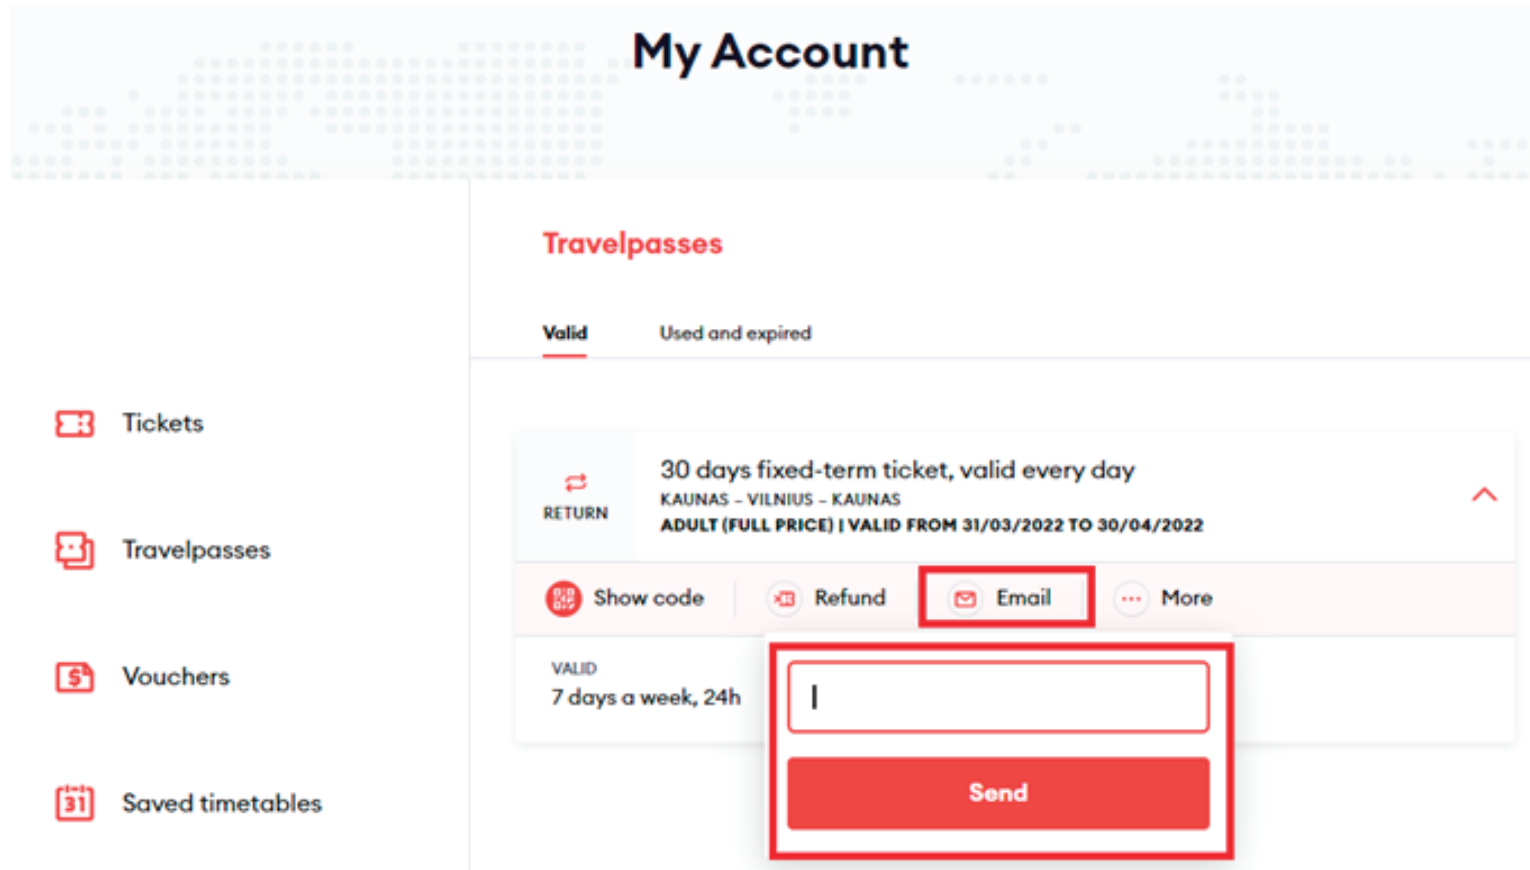 My Account
Travelpasses
Valid
Used and expired
Tickets
Travelpasses
Vouchers
31
Saved timetables
RETURN
30 days fixed-term ticket, valid every day
KAUNAS - VILNIUS - KAUNAS
ADULT (FULL PRICE) | VALID FROM 31/03/2022 TO 30/04/2022
Show code
Refund
Email
More
VALID
7 days a week, 24h
Send